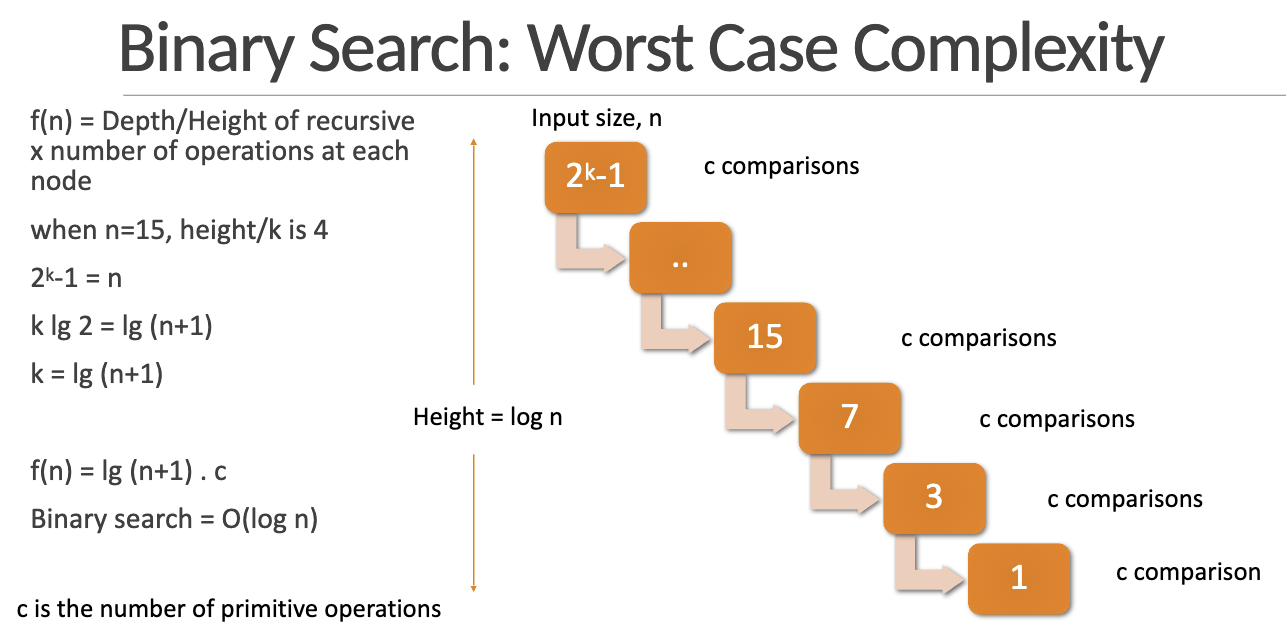 Binary Search: Worst Case Complexity
f(n) = Depth/Height of recursive
x number of operations at each
node
when n=15, height/k is 4
2ᵏ-1 = n
k lg 2 = lg (n+1)
k = lg (n+1)
f(n) = lg (n+1) . c
Binary search = O(log n)
c is the number of primitive operations
Height = log n
Input size, n
2ᵏ-1
c comparisons
..
15
c comparisons
7
c comparisons
3
c comparisons
1
c comparison